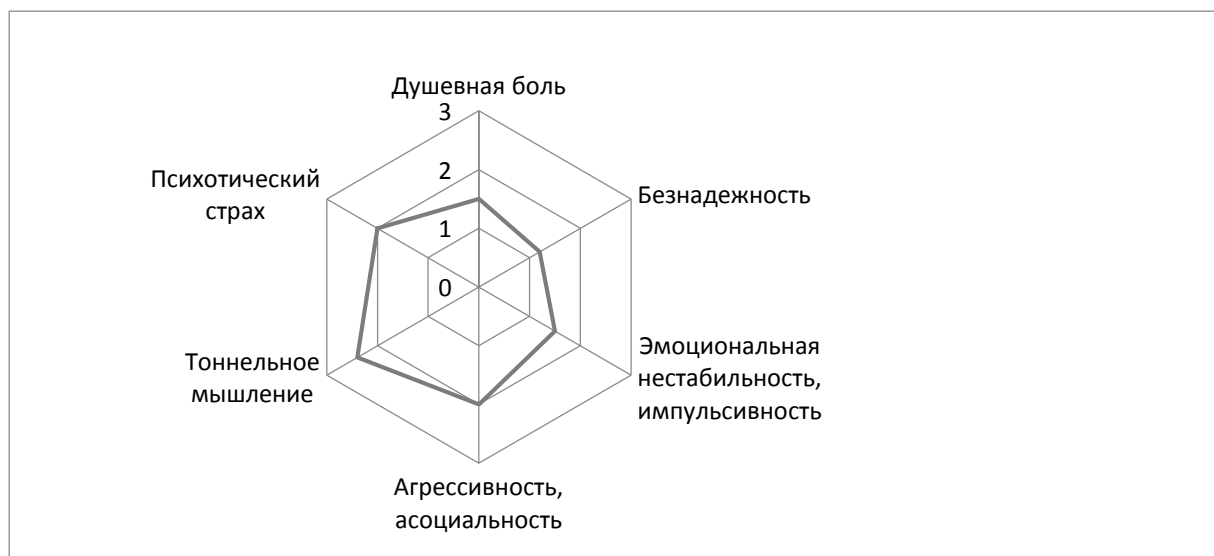 Душевная боль
3
2
1
0
Безнадежность
Эмоциональная
нестабильность,
импульсивность
Агрессивность,
асоциальность
Тоннельное
мышление
Психотический
страх